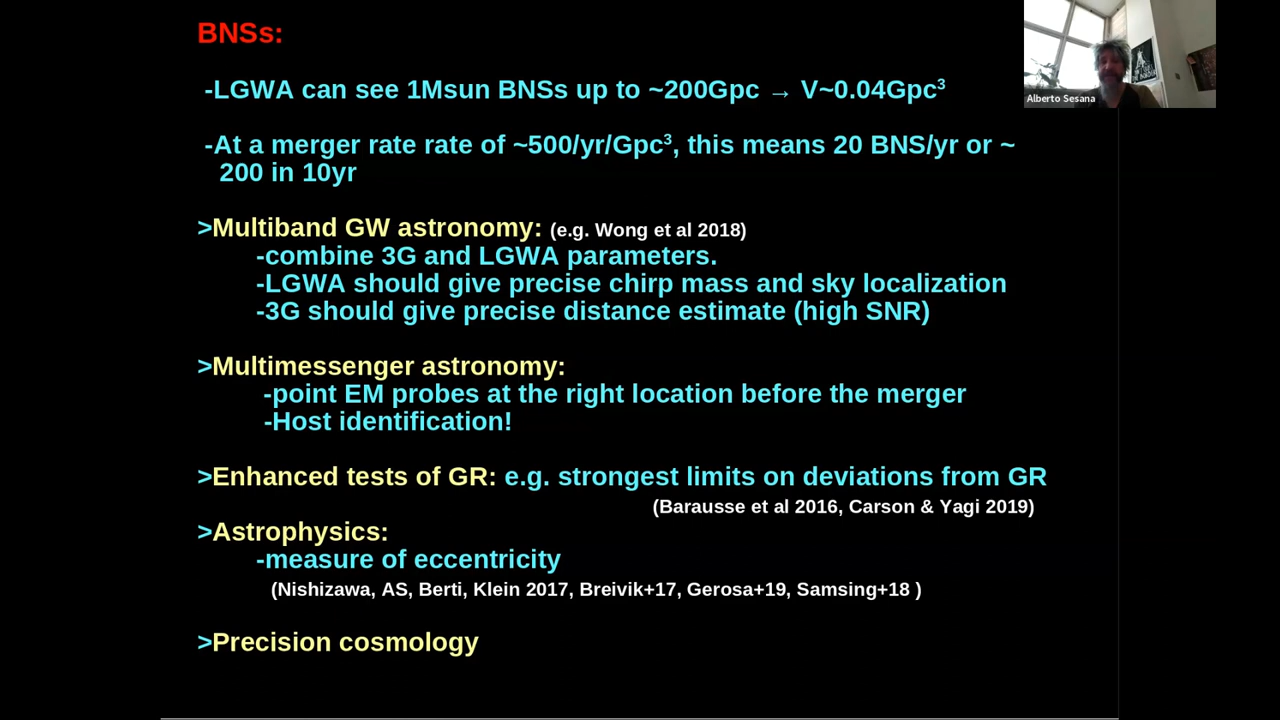 BNSs:
-LGWA can see 1Msun BNSs up to ~200Gpc → V~0.04Gpc³
-At a merger rate rate of ~500/yr/Gpc³, this means 20 BNS/yr or ~
200 in 10yr
>Multiband GW astronomy: (e.g. Wong et al 2018)
-combine 3G and LGWA parameters.
-LGWA should give precise chirp mass and sky localization
-3G should give precise distance estimate (high SNR)
>Multimessenger astronomy:
-point EM probes at the right location before the merger
-Host identification!
>Enhanced tests of GR: e.g. strongest limits on deviations from GR
(Barausse et al 2016, Carson & Yagi 2019)
>Astrophysics:
-measure of eccentricity
(Nishizawa, AS, Berti, Klein 2017, Breivik+17, Gerosa+19, Samsing+18 )
>Precision cosmology
Alberto Sesana